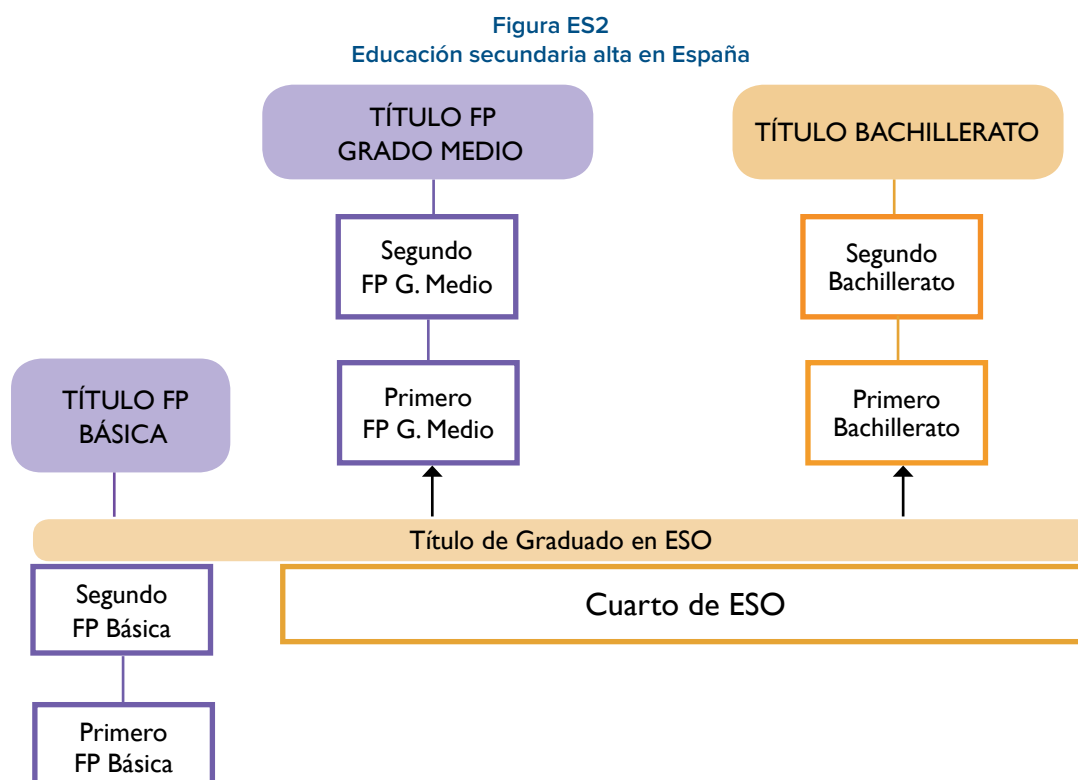 Figura ES2
Educación secundaria alta en España
TÍTULO FP
GRADO MEDIO
TÍTULO BACHILLERATO
Segundo
FP G. Medio
Segundo
Bachillerato
TÍTULO FP
BÁSICA
Primero
FP G. Medio
Primero
Bachillerato
Título de Graduado en ESO
Segundo
FP Básica
Cuarto de ESO
Primero
FP Básica